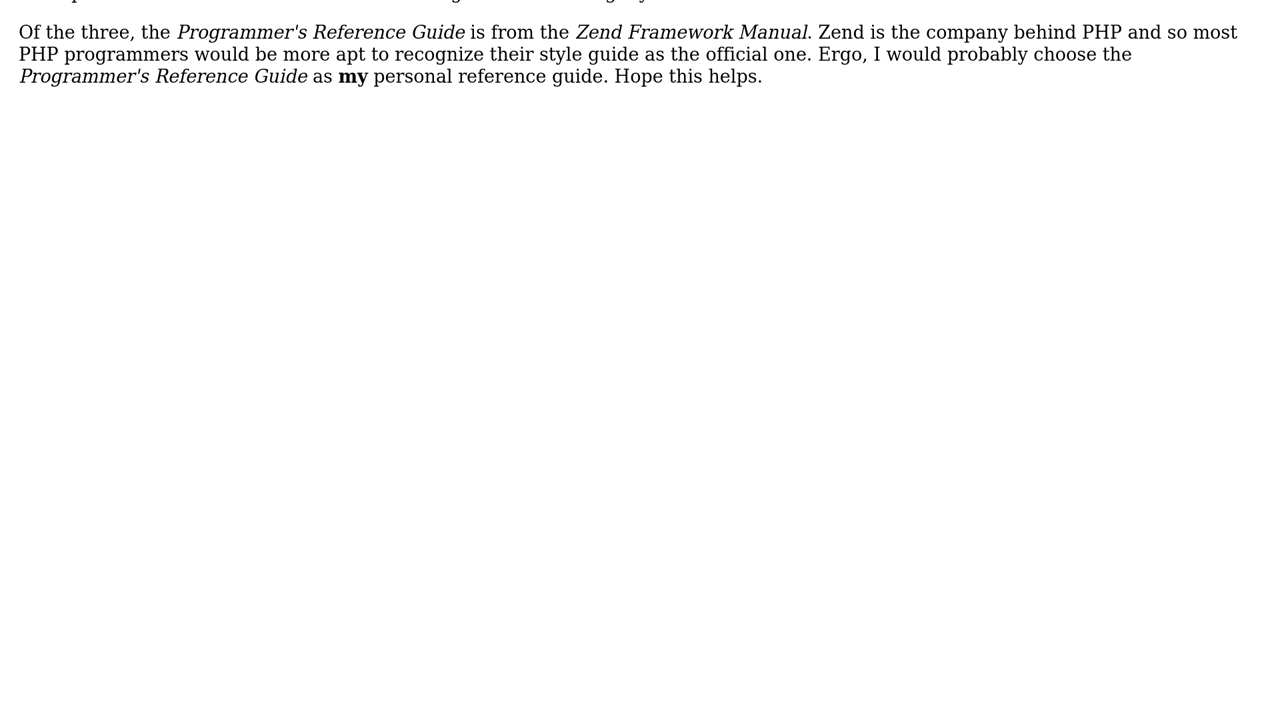 Of the three, the Programmer's Reference Guide is from the Zend Framework Manual. Zend is the company behind PHP and so most
PHP programmers would be more apt to recognize their style guide as the official one. Ergo, I would probably choose the
Programmer's Reference Guide as my personal reference guide. Hope this helps.